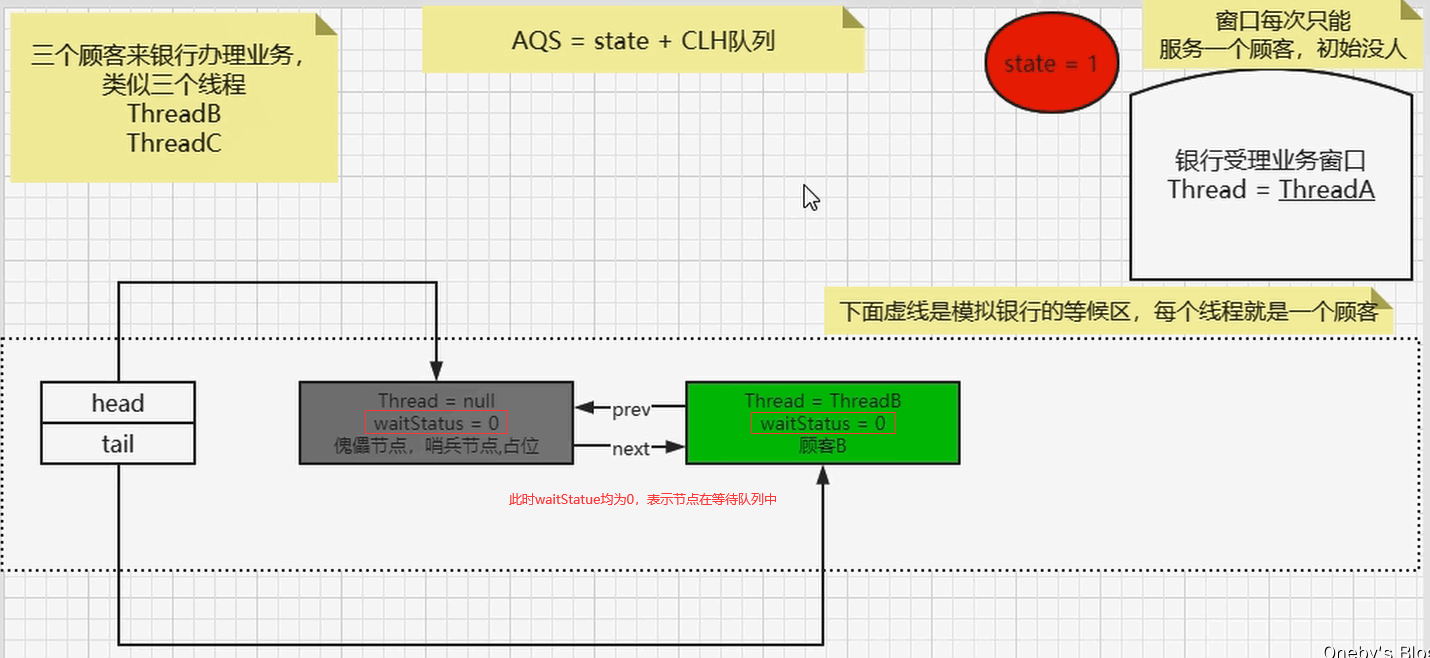 三个顾客来银行办理业务,
类似三个线程
ThreadB
ThreadC
AQS = state + CLH队列
state = 1
窗口每次只能
服务一个顾客，初始没人
银行受理业务窗口
Thread = ThreadA
下面虚线是模拟银行的等候区，每个线程就是一个顾客
head
tail
Thread = null
waitStatus = 0
傀儡节点，哨兵节点,占位
prev
next
Thread = ThreadB
waitStatus = 0
顾客B
此时waitStatue均为0，表示节点在等待队列中
Oneby's Blog